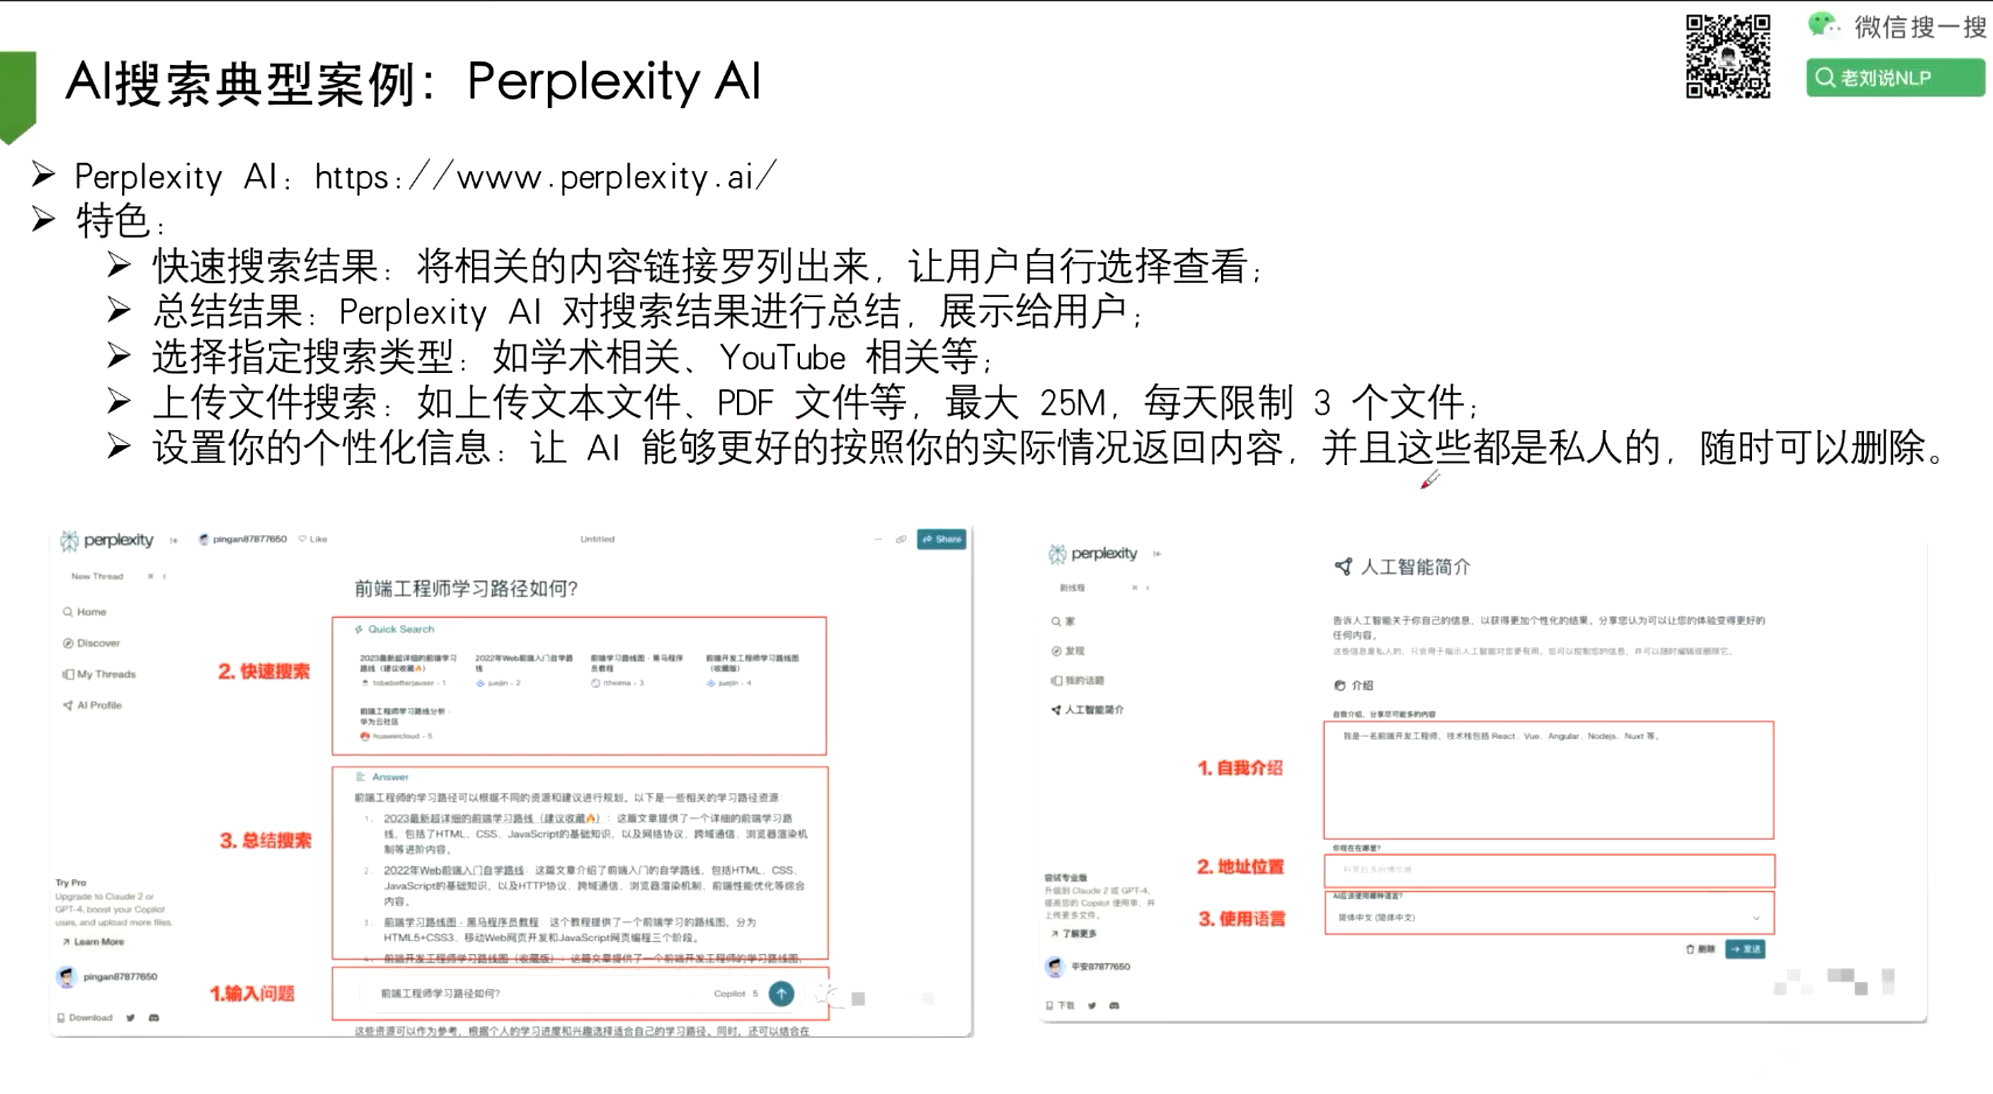 微信搜一搜
老刘说NLP
AI搜索典型案例：Perplexity AI
Perplexity AI：https://www.perplexity.ai/
特色：
快速搜索结果：将相关的内容链接罗列出来，让用户自行选择查看；
总结结果：Perplexity AI 对搜索结果进行总结，展示给用户；
选择指定搜索类型：如学术相关、YouTube 相关等；
上传文件搜索：如上传文本文件、PDF 文件等，最大 25M，每天限制 3 个文件；
设置你的个性化信息：让 AI 能够更好的按照你的实际情况返回内容，并且这些都是私人的，随时可以删除。
perplexity
pingan87877650
Like
Untitled
Share
New Thread
Home
Discover
My Threads
AI Profile
Try Pro
Upgrade to Claude 2 or
GPT-4, boost your Copilot
uses, and upload more files.
Learn More
pingan87877650
Download
前端工程师学习路径如何?
2. 快速搜索
Quick Search
2023最新超详细的前端学习
路线（建议收藏🔥）
tobebetterjavaer · 1
2022年Web前端入门自学路
线
juejin · 2
前端学习路线图 - 黑马程序
员教程
itheima · 3
前端开发工程师学习路线图
（收藏版）
juejin · 4
前端工程师学习路线分析 -
华为云社区
huaweicloud · 5
3. 总结搜索
Answer
前端工程师的学习路径可以根据不同的资源和建议进行规划。以下是一些相关的学习路径资源：
1. 2023最新超详细的前端学习路线（建议收藏🔥）：这篇文章提供了一个详细的前端学习路
线，包括了HTML、CSS、JavaScript的基础知识，以及网络协议、跨域通信、浏览器渲染机
制等进阶内容。
2. 2022年Web前端入门自学路线：这篇文章介绍了前端入门的自学路线，包括HTML、CSS、
JavaScript的基础知识，以及HTTP协议、跨域通信、浏览器渲染机制、前端性能优化等综合
内容。
3. 前端学习路线图 - 黑马程序员教程：这个教程提供了一个前端学习的路线图，分为
HTML5+CSS3、移动Web网页开发和JavaScript网页编程三个阶段。
4. 前端开发工程师学习路线图（收藏版）：这篇文章提供了一个前端开发工程师的学习路线图，
1.输入问题
前端工程师学习路径如何?
Copilot · 5
这些资源可以作为参考，根据个人的学习进度和兴趣选择适合自己的学习路径。同时，还可以结合在
perplexity
新线程
家
发现
我的话题
人工智能简介
尝试专业版
升级到 Claude 2 或 GPT-4,
提高您的 Copilot 使用率，并
上传更多文件。
了解更多
平安87877650
下载
人工智能简介
告诉人工智能关于你自己的信息，以获得更加个性化的结果。分享您认为可以让您的体验变得更好的
任何内容。
这些信息是私人的，只会用于指示人工智能对您更有用。您可以控制您的信息，并可以随时编辑或删除它。
介绍
自我介绍，分享尽可能多的内容
1. 自我介绍
我是一名前端开发工程师，技术栈包括 React、Vue、Angular、Nodejs、Nuxt 等。
你现在在哪里?
2. 地址位置
科罗拉多州博尔德
AI应该使用哪种语言?
3. 使用语言
简体中文 (简体中文)
删除
发送